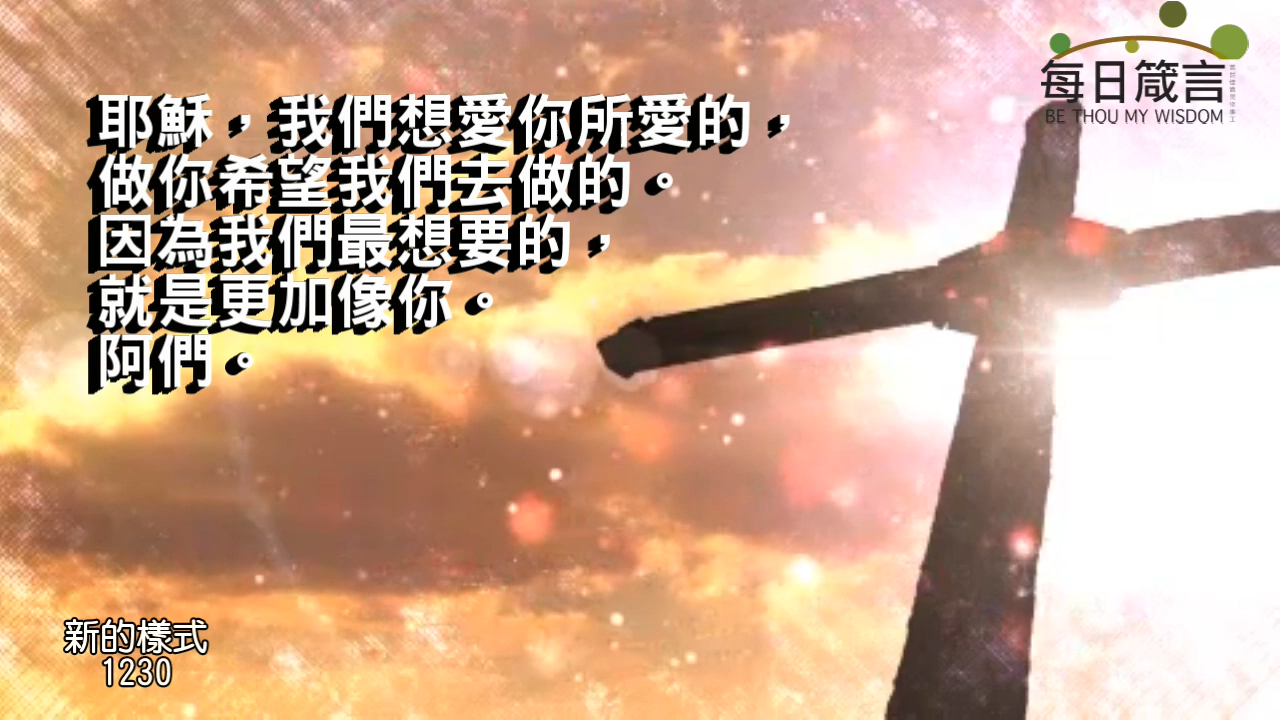 每日箴言
BE THOU MY WISDOM
耶穌，我們想愛你所愛的，
做你希望我們去做的。
因為我們最想要的，
就是更加像你。
阿們。
新的樣式
1230